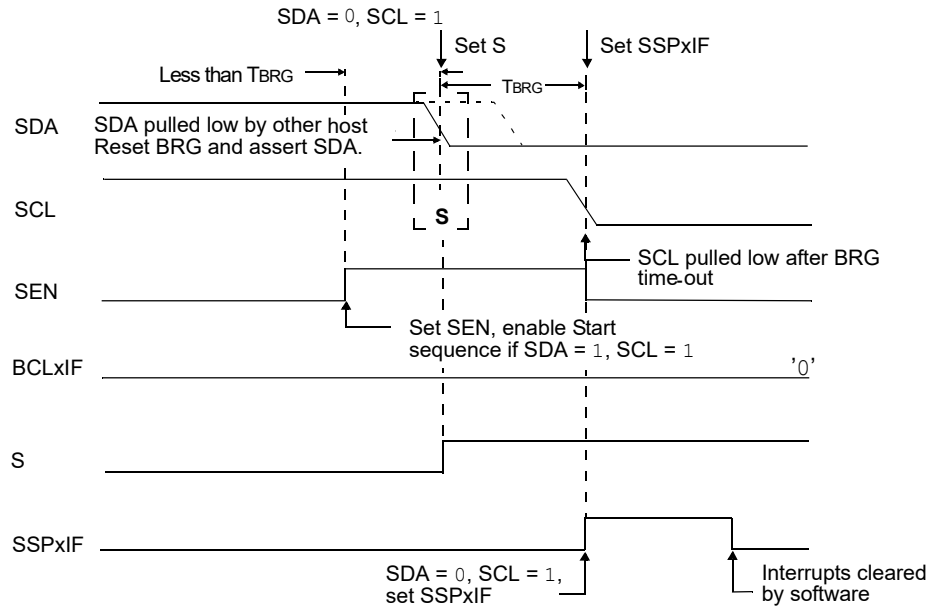 SDA = 0, SCL = 1
Set S
Set SSPxIF
Less than TBRG
TBRG
SDA
SDA pulled low by other host
Reset BRG and assert SDA.
SCL
S
SCL pulled low after BRG
time-out
SEN
Set SEN, enable Start
sequence if SDA = 1, SCL = 1
BCLxIF
'0'
S
SSPxIF
SDA = 0, SCL = 1,
set SSPxIF
Interrupts cleared
by software